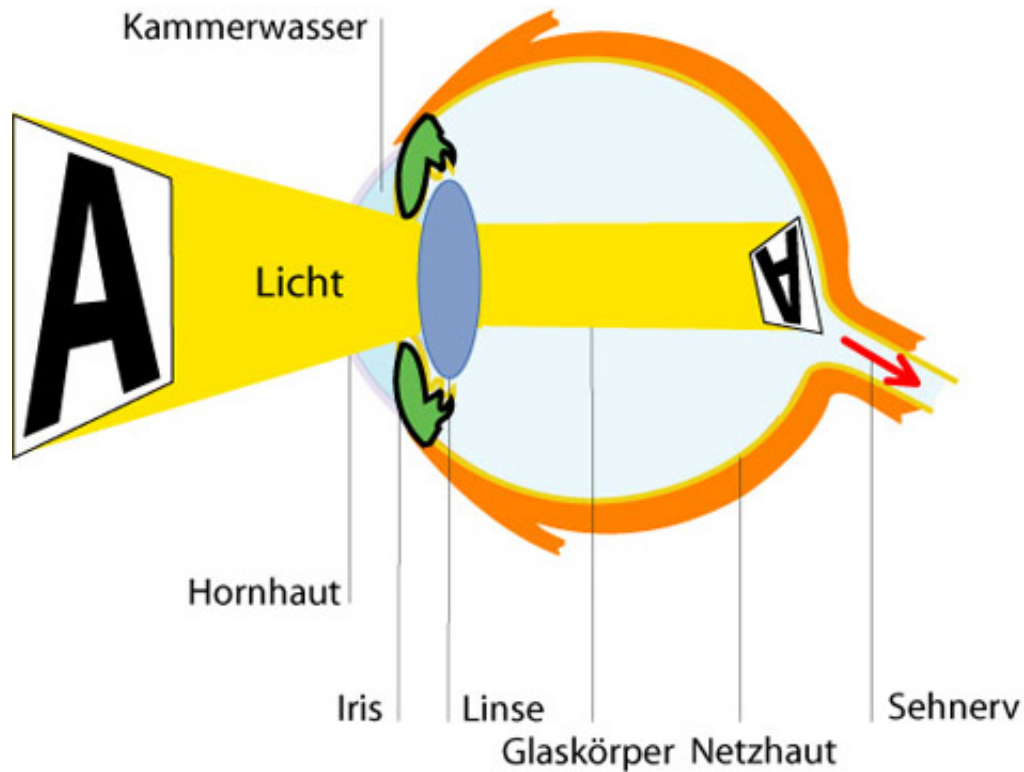 Kammerwasser
A
Licht
A
Hornhaut
Iris
Linse
Sehnerv
Glaskörper
Netzhaut